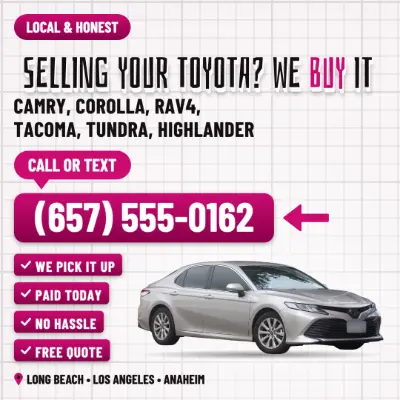 LOCAL & HONEST
SELLING YOUR TOYOTA? WE BUY IT
CAMRY, COROLLA, RAV4,
TACOMA, TUNDRA, HIGHLANDER
CALL OR TEXT
(657) 555-0162
WE PICK IT UP
PAID TODAY
NO HASSLE
FREE QUOTE
LONG BEACH • LOS ANGELES • ANAHEIM